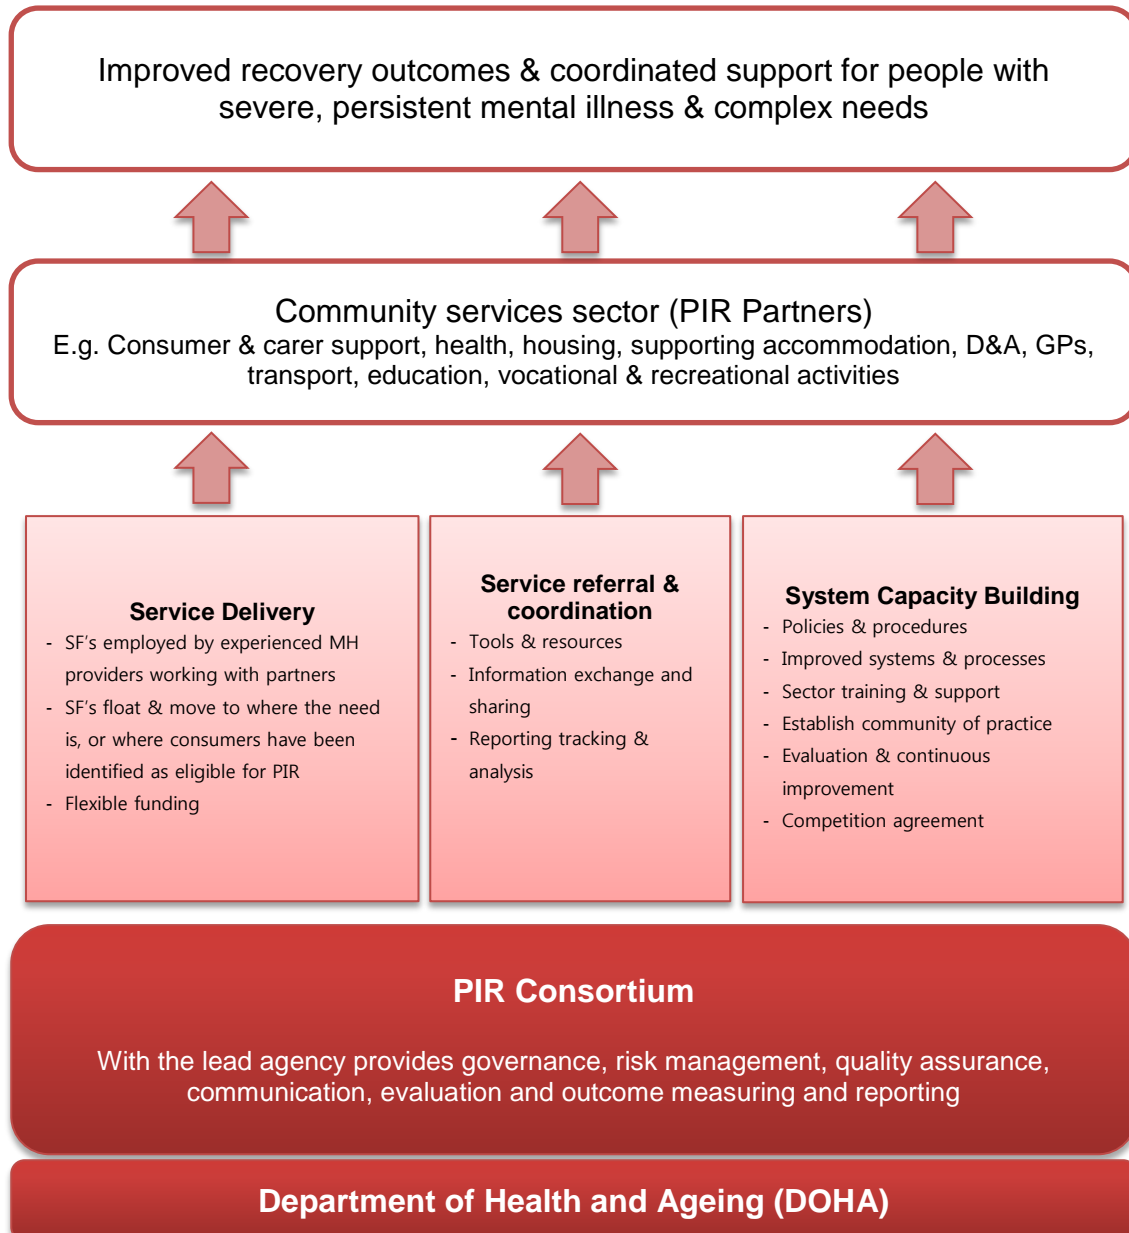 Improved recovery outcomes & coordinated support for people with
severe, persistent mental illness & complex needs
Community services sector (PIR Partners)
E.g. Consumer & carer support, health, housing, supporting accommodation, D&A, GPs,
transport, education, vocational & recreational activities
Service Delivery
- SF's employed by experienced MH
providers working with partners
- SF's float & move to where the need
is, or where consumers have been
identified as eligible for PIR
- Flexible funding
Service referral &
coordination
- Tools & resources
- Information exchange and
sharing
- Reporting tracking &
analysis
System Capacity Building
- Policies & procedures
- Improved systems & processes
- Sector training & support
- Establish community of practice
- Evaluation & continuous
improvement
- Competition agreement
PIR Consortium
With the lead agency provides governance, risk management, quality assurance,
communication, evaluation and outcome measuring and reporting
Department of Health and Ageing (DOHA)